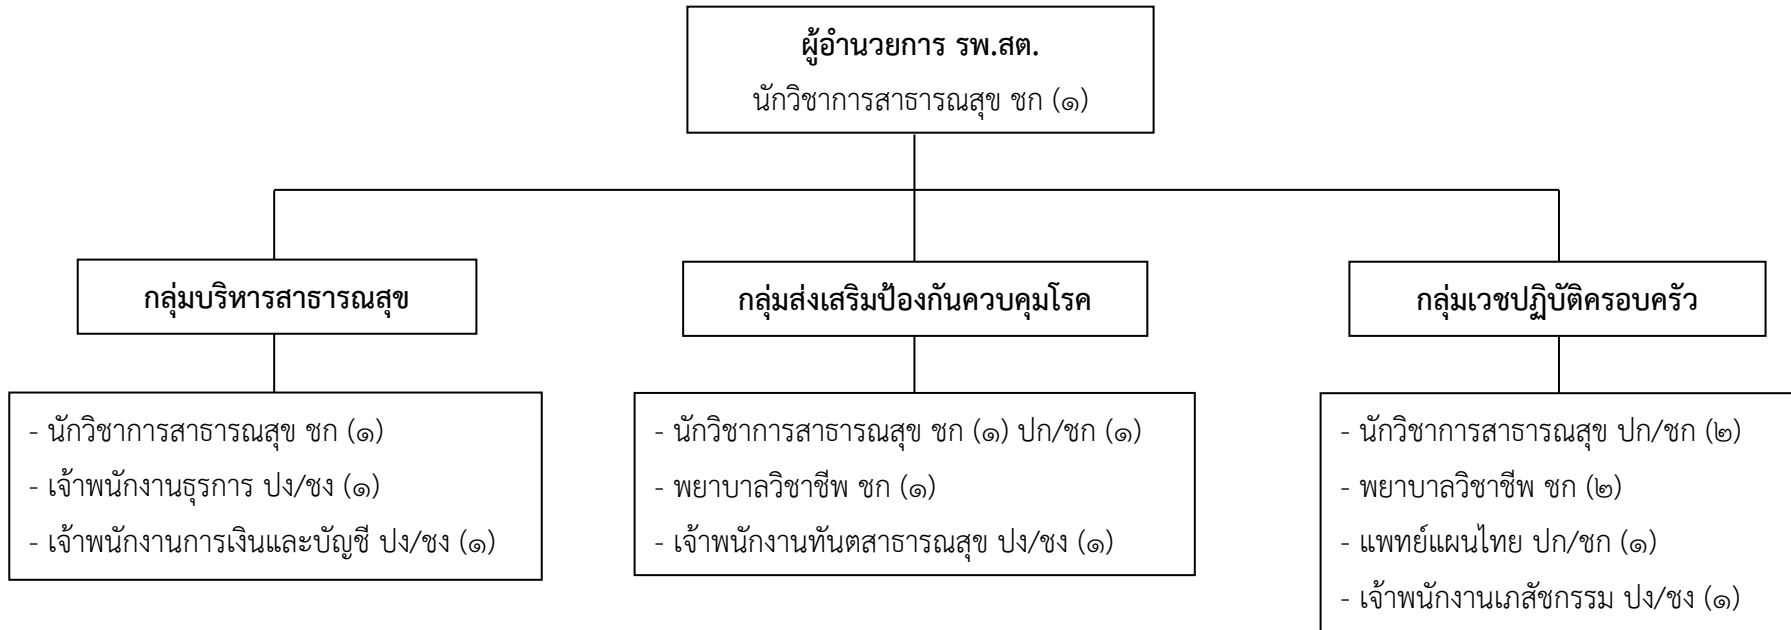 ผู้อำนวยการ รพ.สต.
นักวิชาการสาธารณสุข ชก (๑)
กลุ่มบริหารสาธารณสุข
- นักวิชาการสาธารณสุข ชก (๑)
- เจ้าพนักงานธุรการ ปง/ชง (๑)
- เจ้าพนักงานการเงินและบัญชี ปง/ชง (๑)
กลุ่มส่งเสริมป้องกันควบคุมโรค
- นักวิชาการสาธารณสุข ชก (๑) ปก/ชก (๑)
- พยาบาลวิชาชีพ ชก (๑)
- เจ้าพนักงานทันตสาธารณสุข ปง/ชง (๑)
กลุ่มเวชปฏิบัติครอบครัว
- นักวิชาการสาธารณสุข ปก/ชก (๒)
- พยาบาลวิชาชีพ ชก (๒)
- แพทย์แผนไทย ปก/ชก (๑)
- เจ้าพนักงานเภสัชกรรม ปง/ชง (๑)